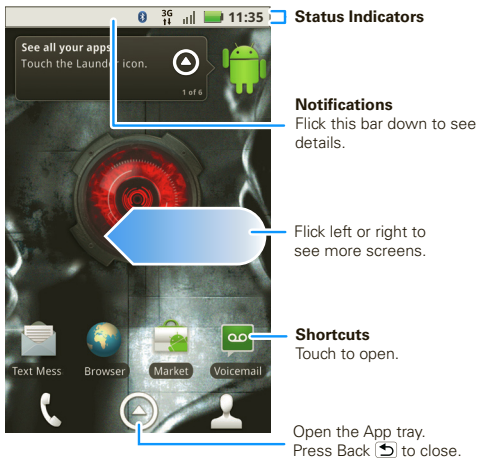 3G
11:35
Status Indicators
See all your apps
Touch the Launcher icon.
1 of 6
Notifications
Flick this bar down to see
details.
Flick left or right to
see more screens.
Shortcuts
Touch to open.
Text Mess
Browser
Market
Voicemail
Open the App tray.
Press Back to close.